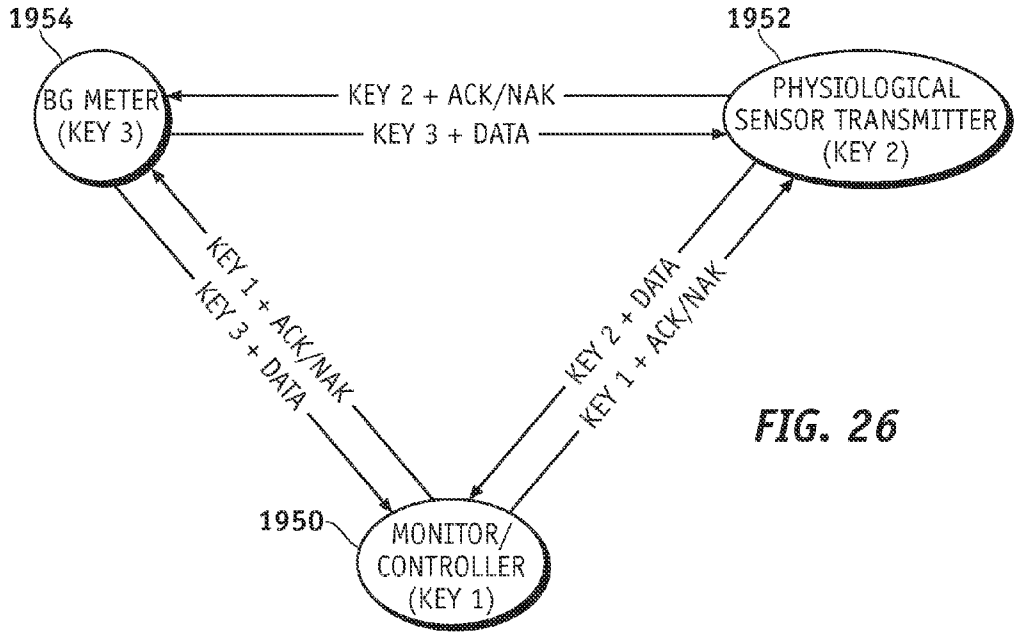 1954
1952
BG METER
(KEY 3)
KEY 2 + ACK/NAK
KEY 3 + DATA
PHYSIOLOGICAL
SENSOR TRANSMITTER
(KEY 2)
KEY 1 + ACK/NAK
KEY 3 + DATA
KEY 2 + DATA
KEY 1 + ACK/NAK
FIG. 26
1950
MONITOR/
CONTROLLER
(KEY 1)